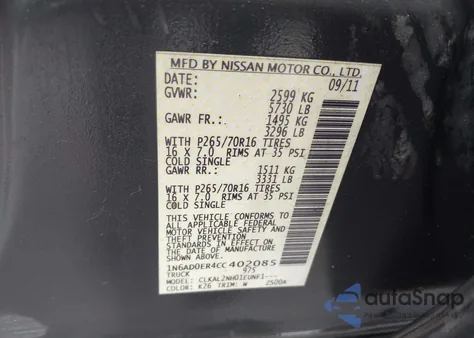 MFD BY NISSAN MOTOR CO., LTD.
DATE: 09/11
GVWR: 2599 KG
5730 LB
GAWR FR.: 1495 KG
3296 LB
WITH P265/70R16 TIRES
16 x 7.0 RIMS AT 35 PSI
COLD SINGLE
GAWR RR.: 1511 KG
3331 LB
WITH P265/70R16 TIRES
16 x 7.0 RIMS AT 35 PSI
COLD SINGLE
THIS VEHICLE CONFORMS TO
ALL APPLICABLE FEDERAL
MOTOR VEHICLE SAFETY AND THEFT
PREVENTION STANDARDS IN EFFECT
ON THE DATE OF MANUFACTURE
SHOWN ABOVE.
1N6AD0ER4CC402085
TRUCK 975
MODEL:
COLOR: K26 TRIM: W 2500A
autoSnap